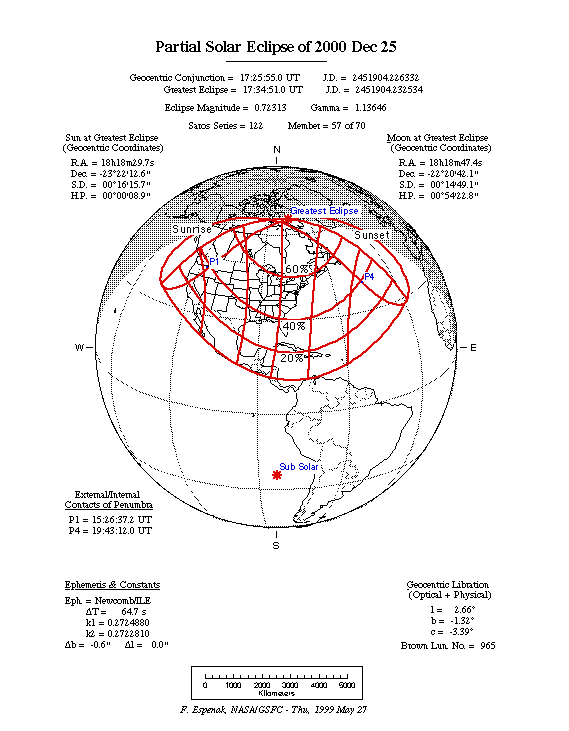 Partial Solar Eclipse of 2000 Dec 25
Geocentric Conjunction = 17:25:55.0 UT J.D. = 2451904.226332
Greatest Eclipse = 17:34:51.0 UT J.D. = 2451904.232534
Eclipse Magnitude = 0.72313 Gamma = 1.13646
Saros Series = 122 Member = 57 of 70
Sun at Greatest Eclipse
(Geocentric Coordinates)
R.A. = 18h18m29.7s
Dec. = -23°22'12.6"
S.D. = 00°16'15.7"
H.P. = 00°00'08.9"
Moon at Greatest Eclipse
(Geocentric Coordinates)
R.A. = 18h18m47.4s
Dec. = -22°20'42.1"
S.D. = 00°14'49.1"
H.P. = 00°54'22.8"
N
Greatest Eclipse
Sunrise
Sunset
P1
60%
P4
40%
W
E
20%
Sub Solar
S
External/Internal
Contacts of Penumbra
P1 = 15:26:37.2 UT
P4 = 19:43:12.0 UT
Ephemeris & Constants
Eph. = Newcomb/ILE
ΔT = 64.7 s
k1 = 0.2724880
k2 = 0.2722810
Δb = -0.6" Δl = 0.0"
Geocentric Libration
(Optical + Physical)
l = 2.66°
b = -1.32°
c = -3.39°
Brown Lun. No. = 965
0 1000 2000 3000 4000 5000
Kilometers
F. Espenak, NASA/GSFC - Thu, 1999 May 27